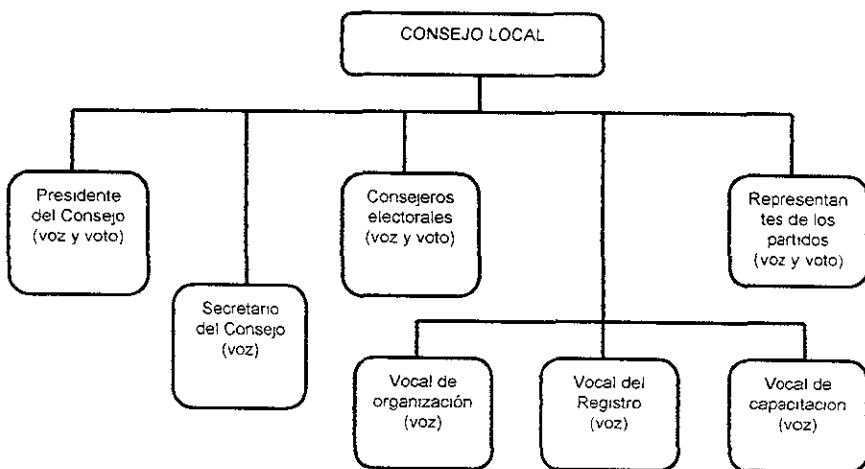 CONSEJO LOCAL
Presidente
del Consejo
(voz y voto)
Consejeros
electorales
(voz y voto)
Representan
tes de los
partidos
(voz y voto)
Secretario
del Consejo
(voz)
Vocal de
organización
(voz)
Vocal del
Registro
(voz)
Vocal de
capacitacion
(voz)